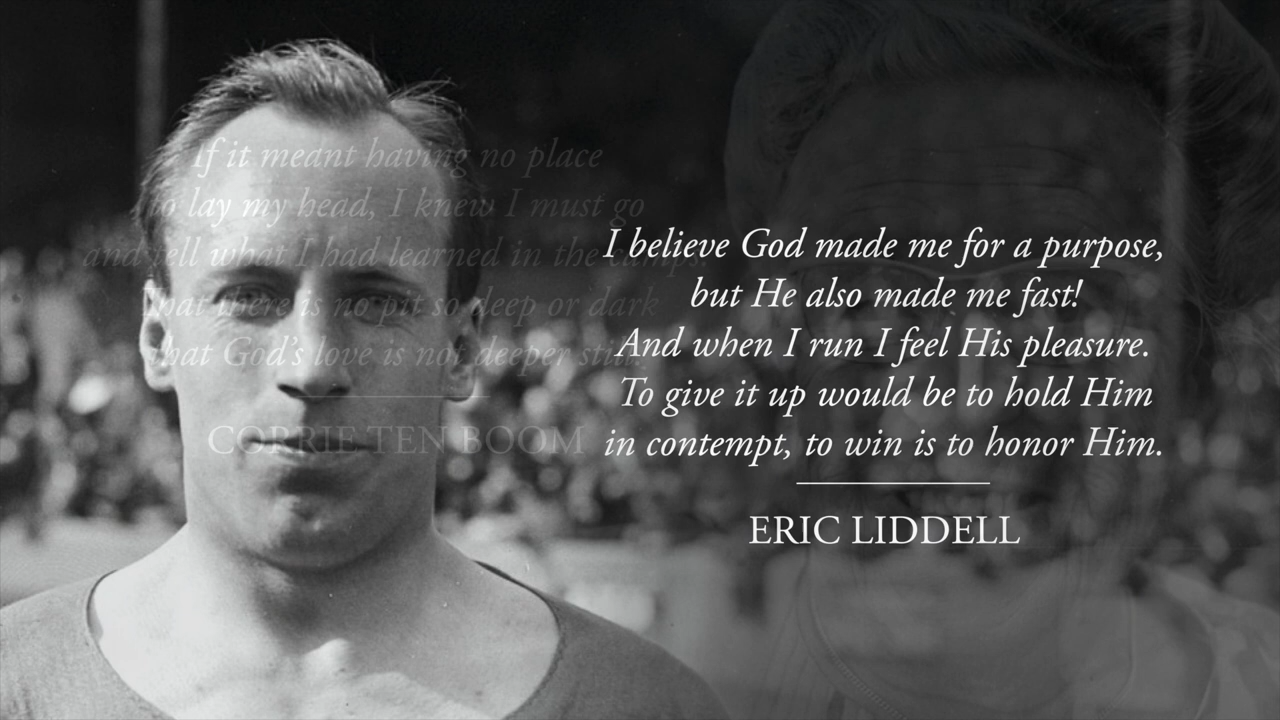 If it meant having no place
to lay my head, I knew I must go
and tell what I had learned in the camps
That there is no pit so deep or dark
that God's love is not deeper still.
CORRIE TEN BOOM
I believe God made me for a purpose,
but He also made me fast!
And when I run I feel His pleasure.
To give it up would be to hold Him
in contempt, to win is to honor Him.
ERIC LIDDELL